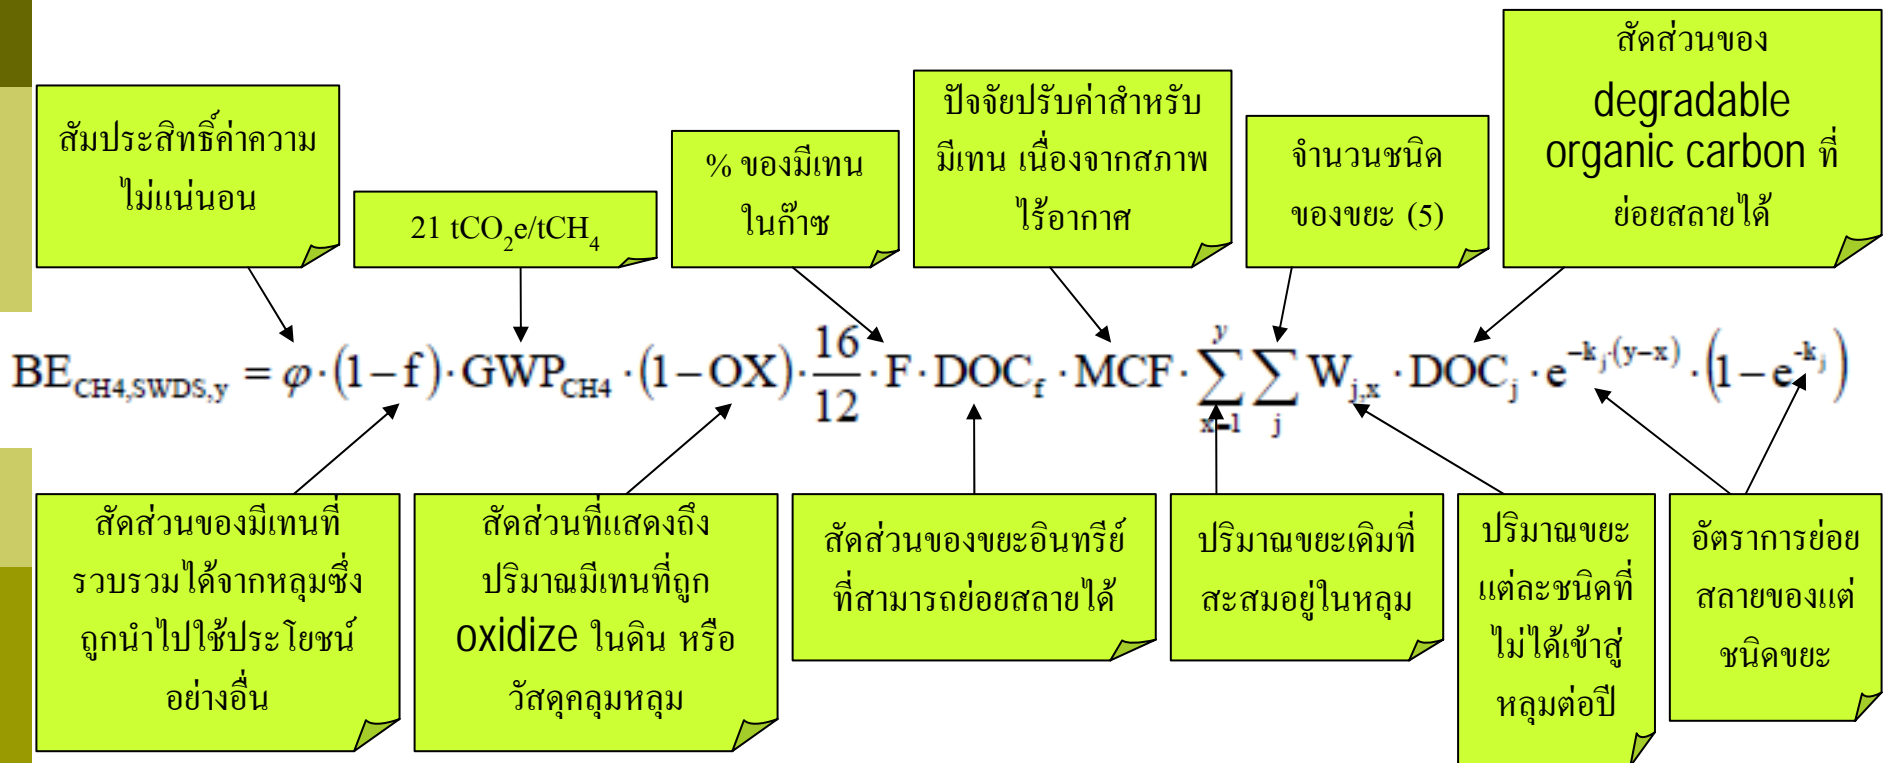 สัมประสิทธิ์ค่าความ
ไม่แน่นอน
21 tCO₂e/tCH₄
% ของมีเทน
ในก๊าซ
ปัจจัยปรับค่าสำหรับ
มีเทน เนื่องจากสภาพ
ไร้อากาศ
จำนวนชนิด
ของขยะ (5)
สัดส่วนของ
degradable
organic carbon ที่
ย่อยสลายได้
BE_{CH4,SWDS,y} = φ·(1−f)·GWP_{CH4}·(1−OX)·\frac{16}{12}·F·DOC_f·MCF·\sum_{x=1}^{y}\sum_{j}W_{j,x}·DOC_j·e^{−k_j·(y−x)}·(1−e^{-k_j})
สัดส่วนของมีเทนที่
รวบรวมได้จากหลุมซึ่ง
ถูกนำไปใช้ประโยชน์
อย่างอื่น
สัดส่วนที่แสดงถึง
ปริมาณมีเทนที่ถูก
oxidize ในดิน หรือ
วัสดุคลุมหลุม
สัดส่วนของขยะอินทรีย์
ที่สามารถย่อยสลายได้
ปริมาณขยะเดิมที่
สะสมอยู่ในหลุม
ปริมาณขยะ
แต่ละชนิดที่
ไม่ได้เข้าสู่
หลุมต่อปี
อัตราการย่อย
สลายของแต่
ชนิดขยะ